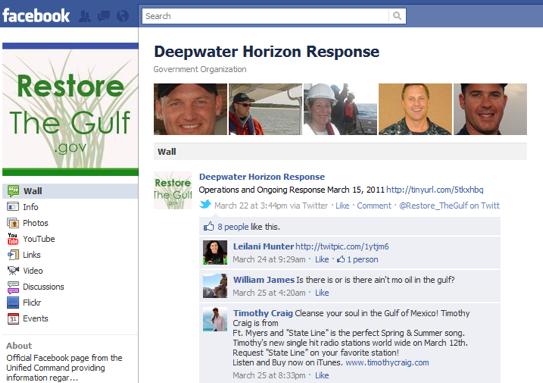 facebook
Search
Restore
The Gulf
.gov
Deepwater Horizon Response
Government Organization
Wall
Wall
Info
Photos
YouTube
Links
Video
Discussions
Flickr
Events
About
Official Facebook page from the
Unified Command providing
information regar...
Restore
The Gulf
.gov
Deepwater Horizon Response
Operations and Ongoing Response March 15, 2011 http://tinyurl.com/5tlxxhbq
March 22 at 3:44pm via Twitter · Like · Comment · @Restore_TheGulf on Twitt
8 people like this.
Leilani Munter http://twitpic.com/1ytjm6
March 24 at 9:29am · Like · 1 person
William James Is there is or is there ain't mo oil in the gulf?
March 25 at 4:20am · Like
Timothy Craig Cleanse your soul in the Gulf of Mexico! Timothy
Craig is from
Ft. Myers and "State Line" is the perfect Spring & Summer song.
Timothy's new single hit radio stations world wide on March 12th.
Request "State Line" on your favorite station!
Listen and Buy now on iTunes. www.timothycraig.com
March 25 at 8:33pm · Like